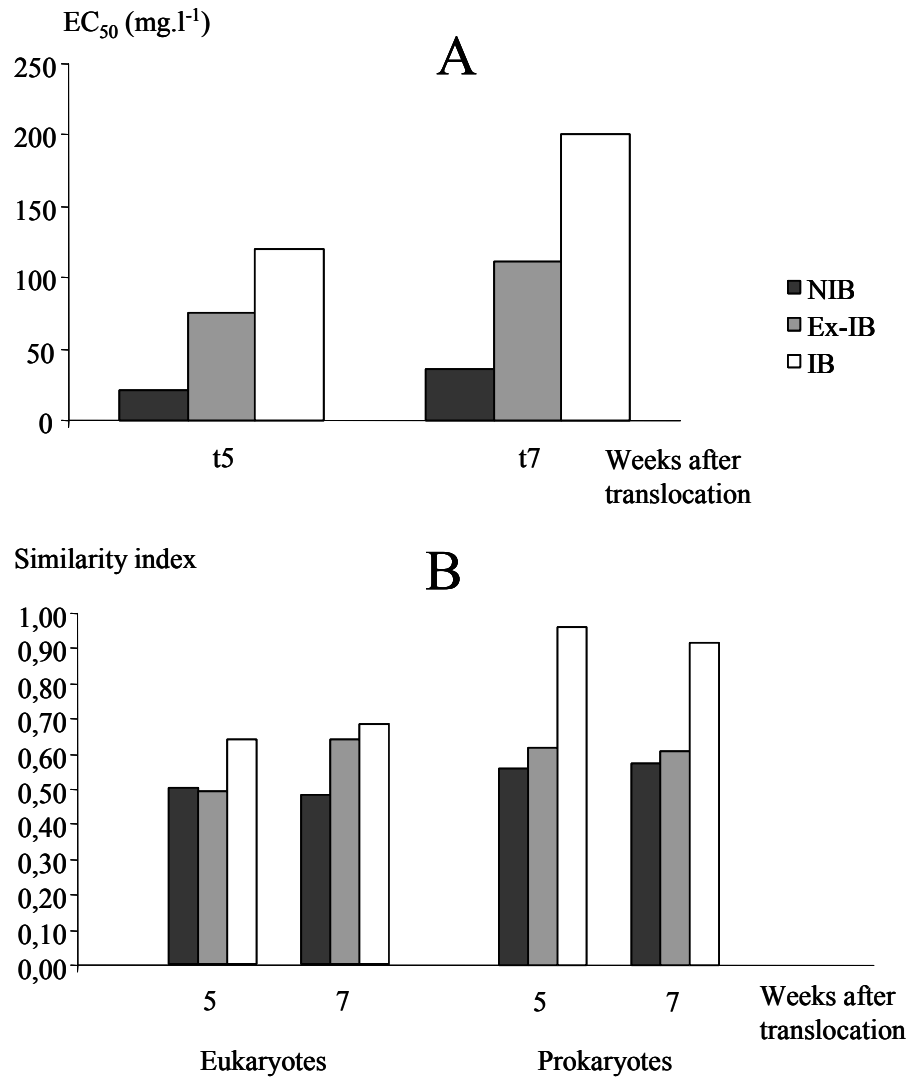 EC50 (mg.l-1)
A
250
200
150
100
50
0
t5
t7
Weeks after
translocation
NIB
Ex-IB
IB
Similarity index
B
1,00
0,90
0,80
0,70
0,60
0,50
0,40
0,30
0,20
0,10
0,00
5
7
5
7
Weeks after
translocation
Eukaryotes
Prokaryotes